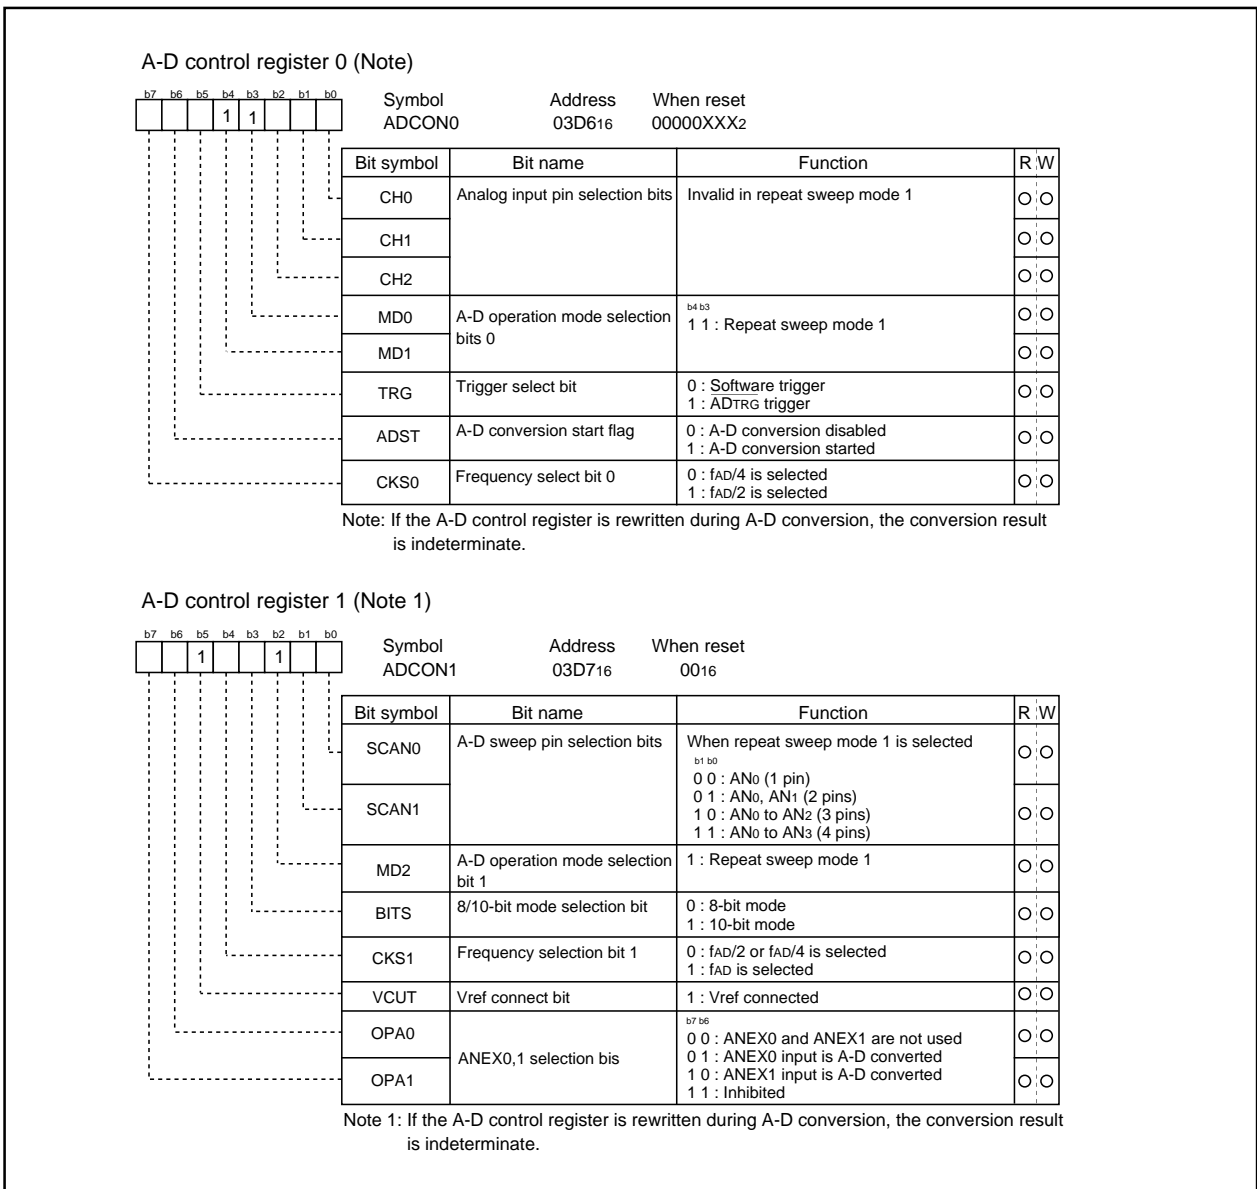 A-D control register 0 (Note)
b7 b6 b5 b4 b3 b2 b1 b0
1 1
Symbol Address When reset
ADCON0 03D616 00000XXX2
Bit symbol Bit name Function R W
CH0 Analog input pin selection bits Invalid in repeat sweep mode 1
CH1
CH2
MD0 A-D operation mode selection bits 0
b4 b3
1 1 : Repeat sweep mode 1
MD1
TRG Trigger select bit 0 : Software trigger
1 : ADTRG trigger
ADST A-D conversion start flag 0 : A-D conversion disabled
1 : A-D conversion started
CKS0 Frequency select bit 0 0 : fAD/4 is selected
1 : fAD/2 is selected
Note: If the A-D control register is rewritten during A-D conversion, the conversion result
is indeterminate.
A-D control register 1 (Note 1)
b7 b6 b5 b4 b3 b2 b1 b0
1 1
Symbol Address When reset
ADCON1 03D716 0016
Bit symbol Bit name Function R W
SCAN0 A-D sweep pin selection bits When repeat sweep mode 1 is selected
b1 b0
0 0 : AN0 (1 pin)
0 1 : AN0, AN1 (2 pins)
SCAN1 1 0 : AN0 to AN2 (3 pins)
1 1 : AN0 to AN3 (4 pins)
MD2 A-D operation mode selection bit 1 1 : Repeat sweep mode 1
BITS 8/10-bit mode selection bit 0 : 8-bit mode
1 : 10-bit mode
CKS1 Frequency selection bit 1 0 : fAD/2 or fAD/4 is selected
1 : fAD is selected
VCUT Vref connect bit 1 : Vref connected
OPA0 ANEX0,1 selection bis
b7 b6
0 0 : ANEX0 and ANEX1 are not used
0 1 : ANEX0 input is A-D converted
OPA1 1 0 : ANEX1 input is A-D converted
1 1 : Inhibited
Note 1: If the A-D control register is rewritten during A-D conversion, the conversion result
is indeterminate.